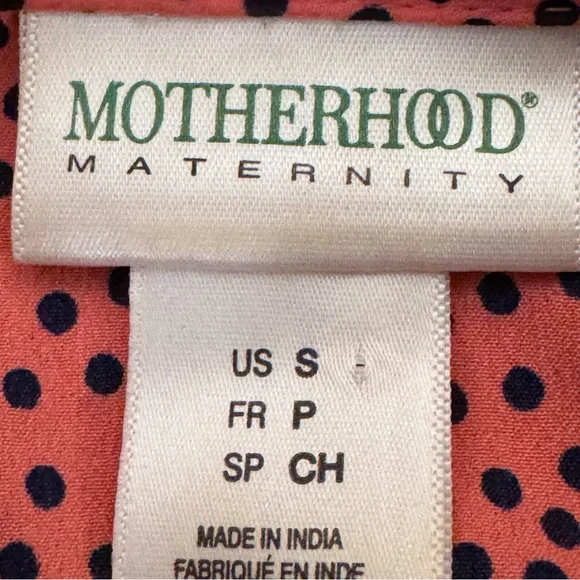 MOTHERHOOD®
MATERNITY
US S
FR P
SP CH
MADE IN INDIA
FABRIQUÉ EN INDE